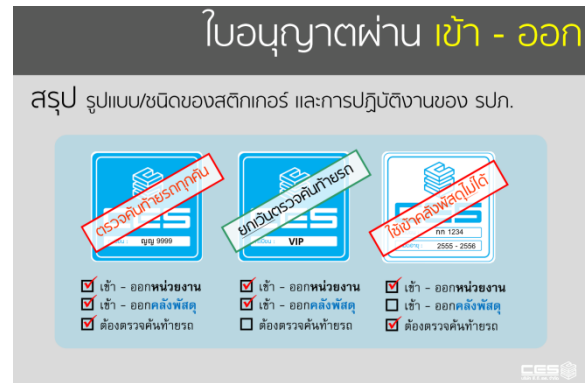 ใบอนุญาตผ่าน เข้า - ออก
สรุป รูปแบบ/ชนิดของสติกเกอร์ และการปฏิบัติงานของ รปภ.
ตรวจค้นท้ายรถทุกคัน
CES
ญญ 9999
เข้า - ออกหน่วยงาน
เข้า - ออกคลังพัสดุ
ต้องตรวจค้นท้ายรถ
ยกเว้นตรวจค้นท้ายรถ
CES
VIP
เข้า - ออกหน่วยงาน
เข้า - ออกคลังพัสดุ
ต้องตรวจค้นท้ายรถ
ใช้เข้าคลังพัสดุไม่ได้
กก 1234
2555 - 2556
เข้า - ออกหน่วยงาน
เข้า - ออกคลังพัสดุ
ต้องตรวจค้นท้ายรถ
CES